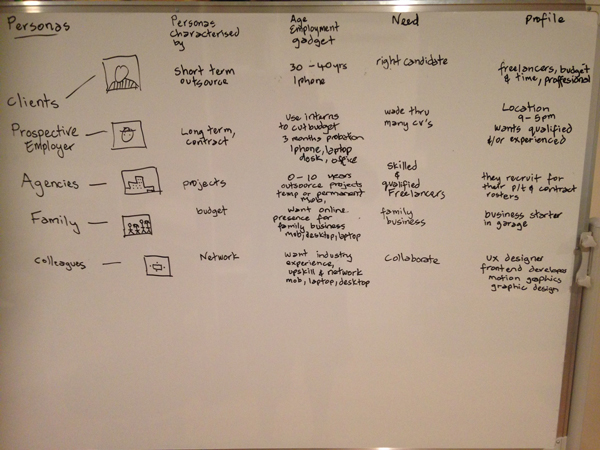 Personas
Personas
characterised
by
Age
Employment
gadget
Need
Profile
Clients
short term
outsource
30 - 40yrs
Iphone
right candidate
freelancers, budget
& time, proffesional
Prospective
Employer
Long term,
contract
Use interns
to cut budget
3 months probation
Iphone, laptop
desk, office
wade thru
many cv's
Location
9-5pm
wants qualified
&/or experienced
Agencies
projects
0-10 years
outsource projects
temp or permanent
mob,
skilled
&
qualified
Freelancers
they recruit for
their p/t & contract
rosters
Family
budget
want online
presence for
family business
mob, desktop, laptop
family
business
business starter
in garage
colleagues
Network
want industry
experience,
upskill & network
mob, laptop, desktop
Collaborate
ux designer
frontend developer
motion graphics
graphic design